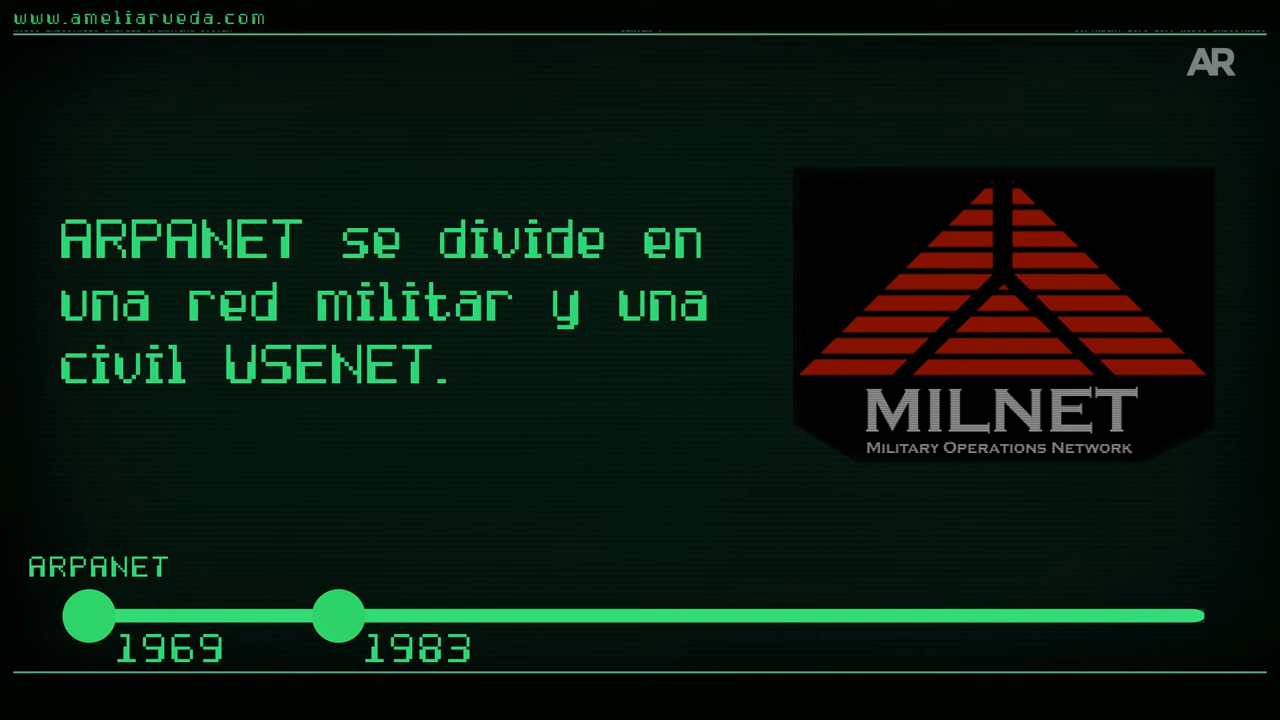 www.ameliarueda.com
AR
ARPANET se divide en
una red militar y una
civil USENET.
MILNET
MILITARY OPERATIONS NETWORK
ARPANET
1969
1983